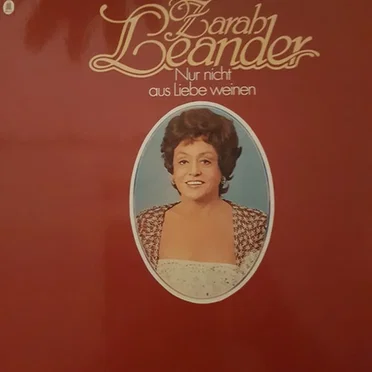 Zarah
Leander
Nur nicht
aus Liebe weinen